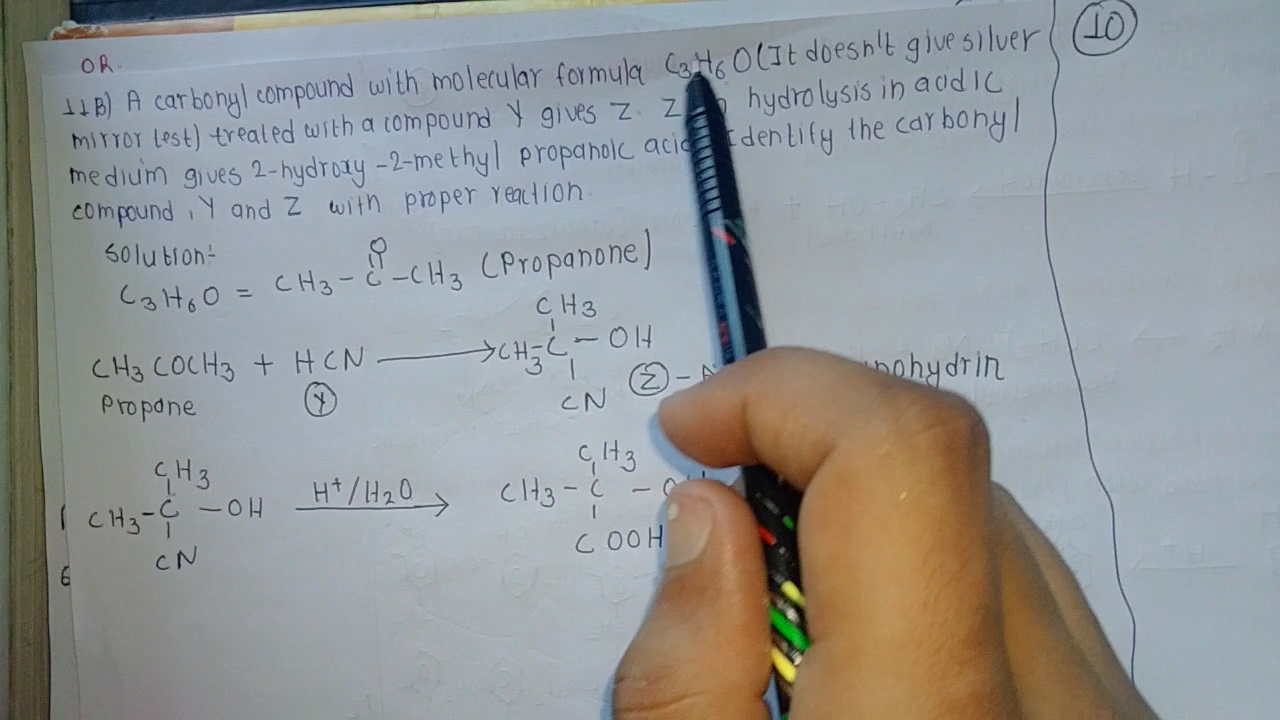 OR
10
11B) A carbonyl compound with molecular formula C3H6O (It doesn't give silver
mirror test) treated with a compound Y gives Z. Z hydrolysis in acidic
medium gives 2-hydroxy-2-methyl propanoic acid. Identify the carbonyl
compound, Y and Z with proper reaction.
Solution:-
O
C3H6O = CH3-C-CH3 (Propanone)
CH3
CH3COCH3 + HCN → CH3-C-OH
Propane Y CN Z
CH3 CH3
CH3-C-OH H+/H2O → CH3-C-
CN COOH